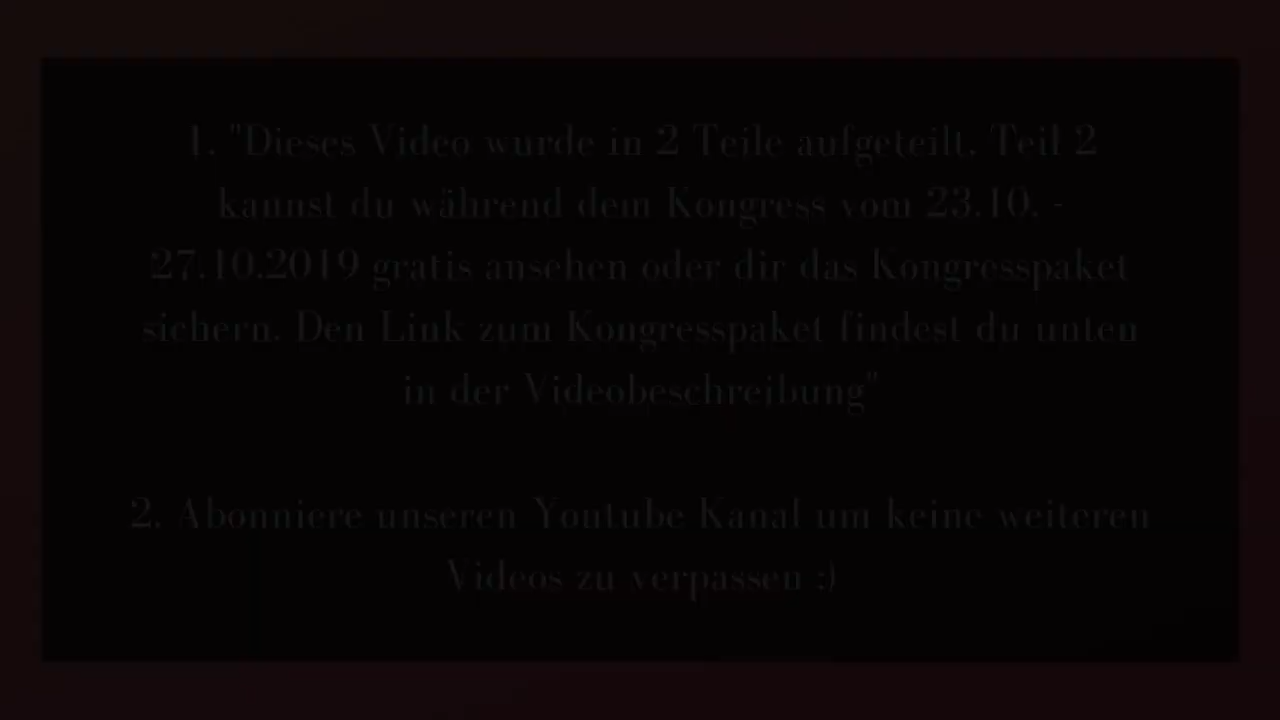 1. "Dieses Video wurde in 2 Teile aufgeteilt. Teil 2
kannst du während dem Kongress vom 23.10. -
27.10.2019 gratis ansehen oder dir das Kongresspaket
sichern. Den Link zum Kongresspaket findest du unten
in der Videobeschreibung"
2. Abonniere unseren Youtube Kanal um keine weiteren
Videos zu verpassen :)